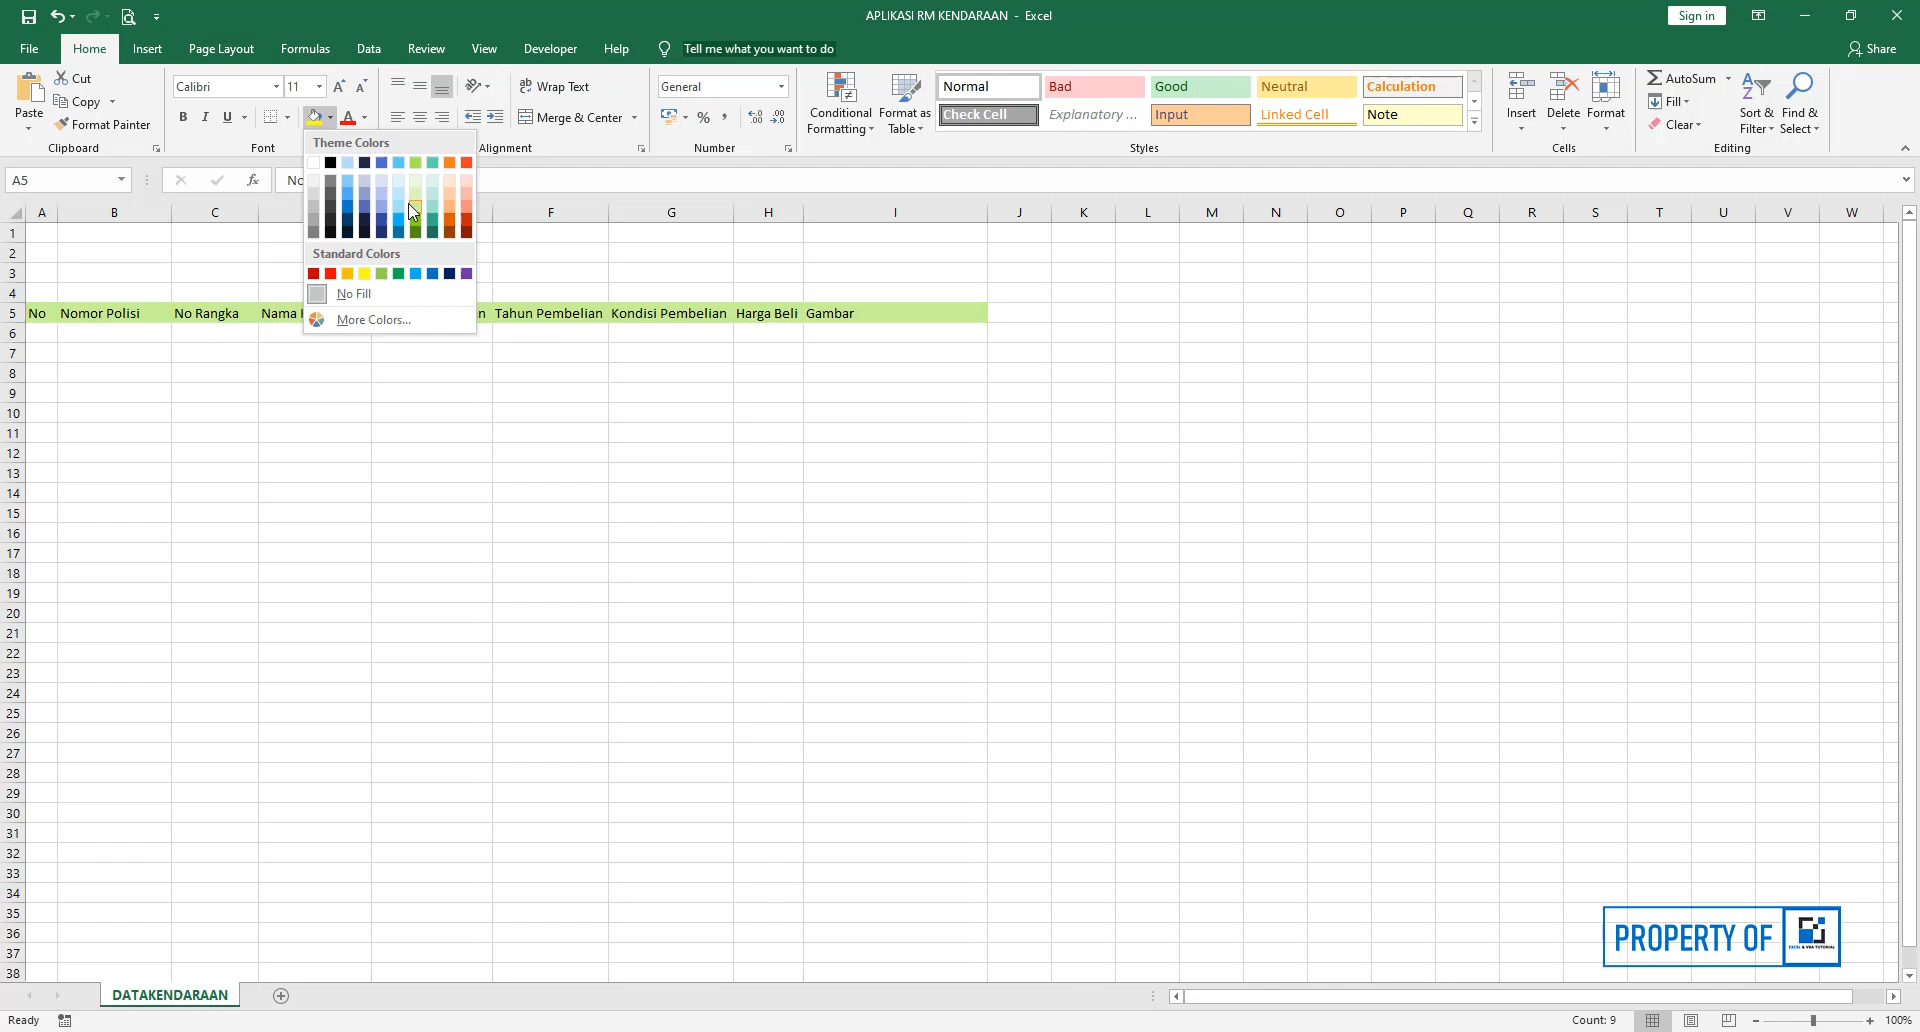 APLIKASI RM KENDARAAN - Excel
Sign in
File Home Insert Page Layout Formulas Data Review View Developer Help Tell me what you want to do Share
Paste
Cut
Copy
Format Painter
Clipboard
Calibri 11
B I U
Font
Wrap Text
Merge & Center
Alignment
General
Number
Conditional Formatting
Format as Table
Normal Bad Good Neutral Calculation
Check Cell Explanatory ... Input Linked Cell Note
Styles
Insert Delete Format
Cells
AutoSum
Fill
Clear
Sort & Filter
Find & Select
Editing
A5 fx No
Theme Colors
Standard Colors
No Fill
More Colors...
A B C F G H I J K L M N O P Q R S T U V W
1
2
3
4
5 No Nomor Polisi No Rangka Nama n Tahun Pembelian Kondisi Pembelian Harga Beli Gambar
6
7
8
9
10
11
12
13
14
15
16
17
18
19
20
21
22
23
24
25
26
27
28
29
30
31
32
33
34
35
36
37
38
PROPERTY OF
EXCEL & VBA TUTORIAL
DATAKENDARAAN
Ready Count: 9 100%